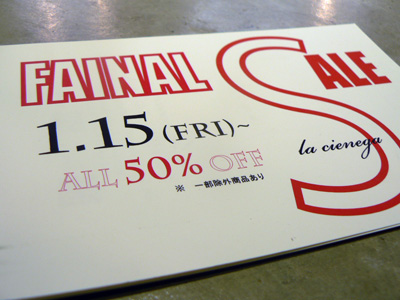 FAINAL SALE
1.15 (FRI)~
ALL 50% OFF
la cienega
※ 一部除外商品あり